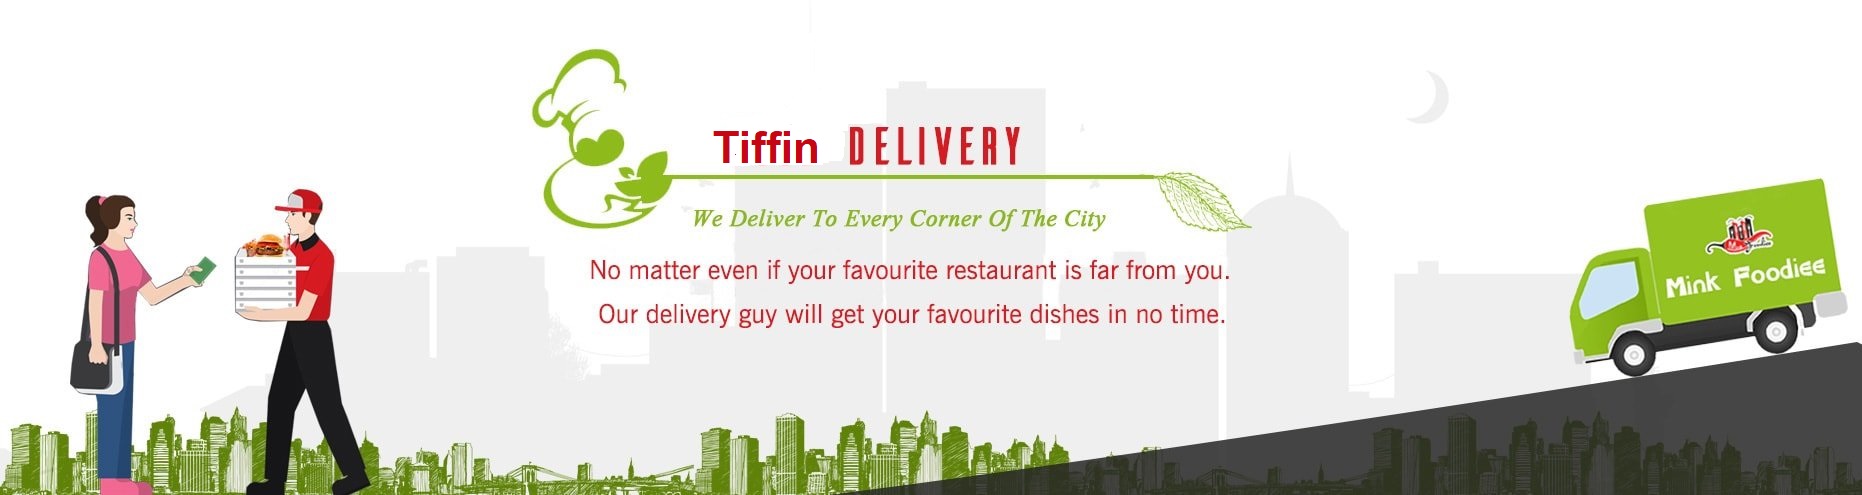 Tiffin DELIVERY
We Deliver To Every Corner Of The City
No matter even if your favourite restaurant is far from you.
Our delivery guy will get your favourite dishes in no time.
Mink Foodiee